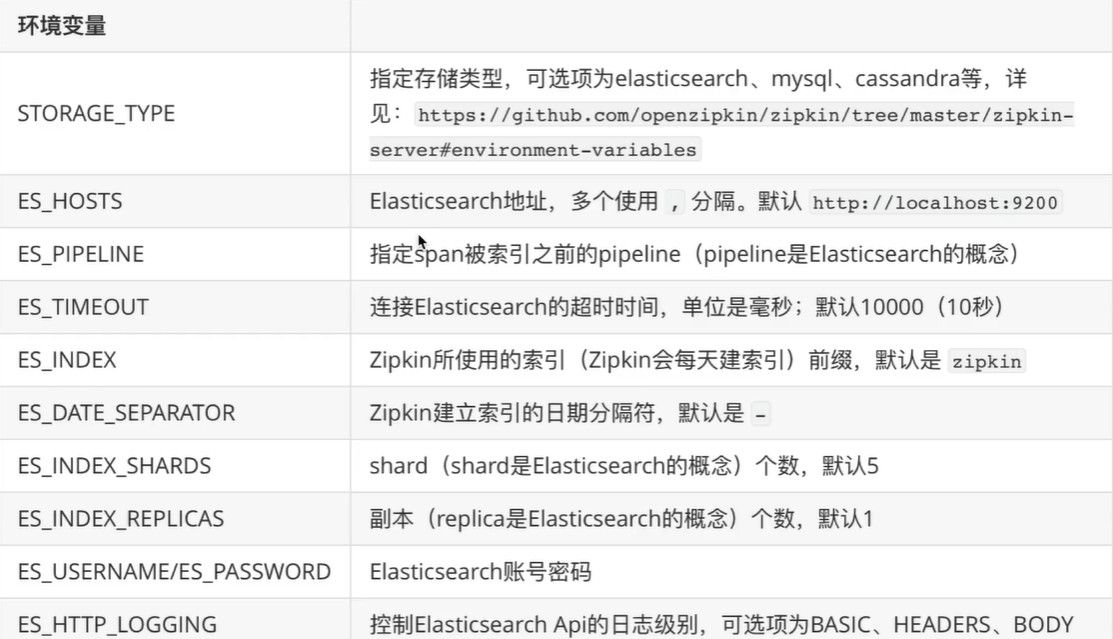 环境变量
STORAGE_TYPE
指定存储类型，可选项为elasticsearch、mysql、cassandra等，详
见：https://github.com/openzipkin/zipkin/tree/master/zipkin-
server#environment-variables
ES_HOSTS
Elasticsearch地址，多个使用 , 分隔。默认 http://localhost:9200
ES_PIPELINE
指定span被索引之前的pipeline（pipeline是Elasticsearch的概念）
ES_TIMEOUT
连接Elasticsearch的超时时间，单位是毫秒；默认10000（10秒）
ES_INDEX
Zipkin所使用的索引（Zipkin会每天建索引）前缀，默认是 zipkin
ES_DATE_SEPARATOR
Zipkin建立索引的日期分隔符，默认是 -
ES_INDEX_SHARDS
shard（shard是Elasticsearch的概念）个数，默认5
ES_INDEX_REPLICAS
副本（replica是Elasticsearch的概念）个数，默认1
ES_USERNAME/ES_PASSWORD
Elasticsearch账号密码
ES_HTTP_LOGGING
控制Elasticsearch Api的日志级别，可选项为BASIC、HEADERS、BODY